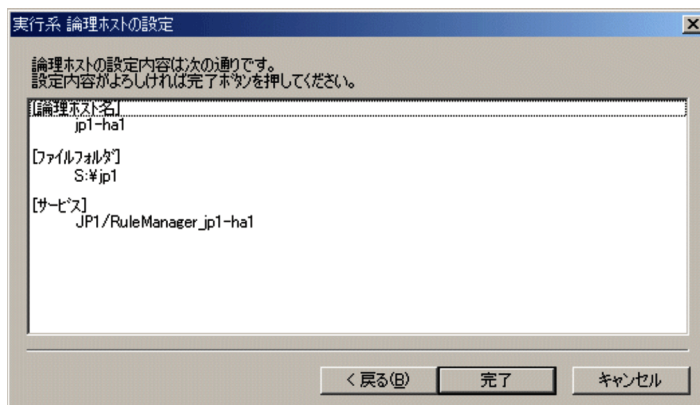 実行系 論理ホストの設定
論理ホストの設定内容は次の通りです。
設定内容がよろしければ完了ボタンを押してください。
[論理ホスト名]
jp1-ha1
[ファイルフォルダ]
S:¥jp1
[サービス]
JP1/RuleManager_jp1-ha1
< 戻る(B)
完了
キャンセル